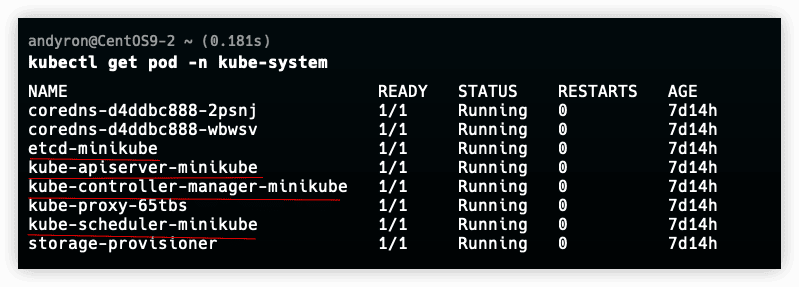 andyron@CentOS9-2 ~ (0.181s)
kubectl get pod -n kube-system
NAME READY STATUS RESTARTS AGE
coredns-d4ddbc888-2psnj 1/1 Running 0 7d14h
coredns-d4ddbc888-wbwsv 1/1 Running 0 7d14h
etcd-minikube 1/1 Running 0 7d14h
kube-apiserver-minikube 1/1 Running 0 7d14h
kube-controller-manager-minikube 1/1 Running 0 7d14h
kube-proxy-65tbs 1/1 Running 0 7d14h
kube-scheduler-minikube 1/1 Running 0 7d14h
storage-provisioner 1/1 Running 0 7d14h